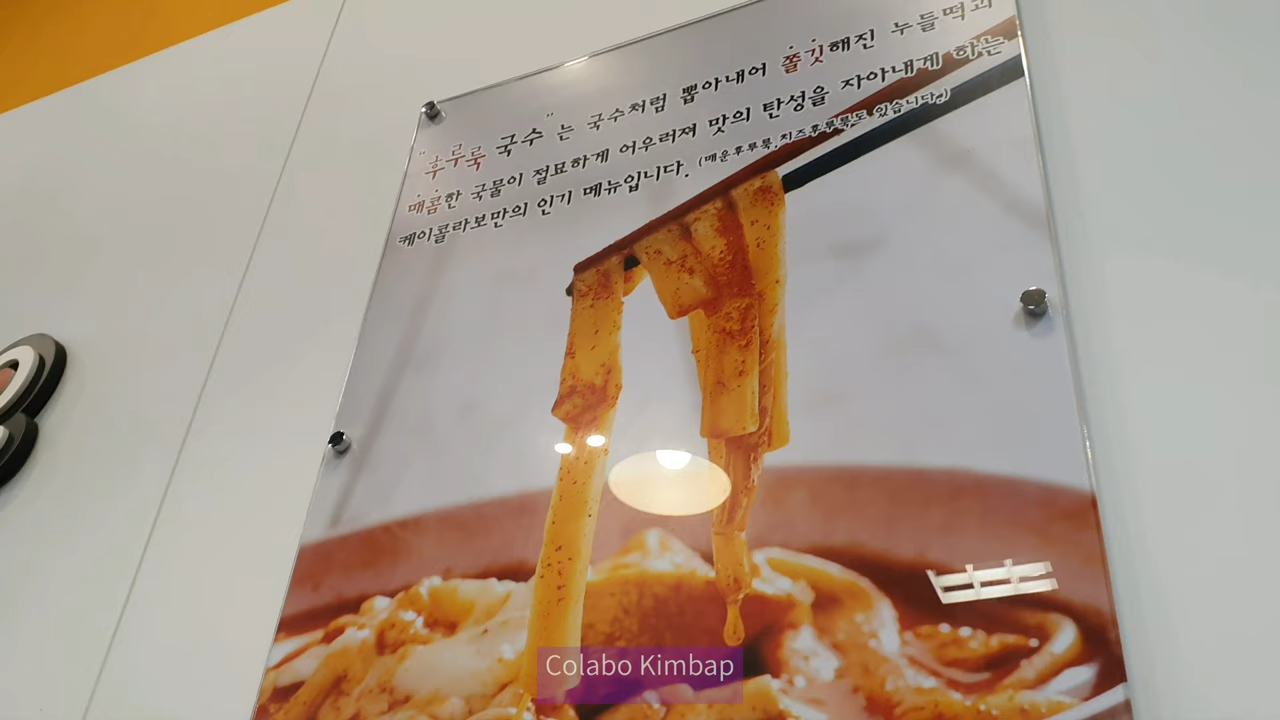 "후루룩 국수"는 국수처럼 뽑아내어 쫄깃해진 누들떡과
매콤한 국물이 절묘하게 어우러져 맛의 탄성을 자아내게 하는
케이콜라보만의 인기 메뉴입니다. (매운후루룩,치즈후루룩도 있습니다.)
Colabo Kimbap